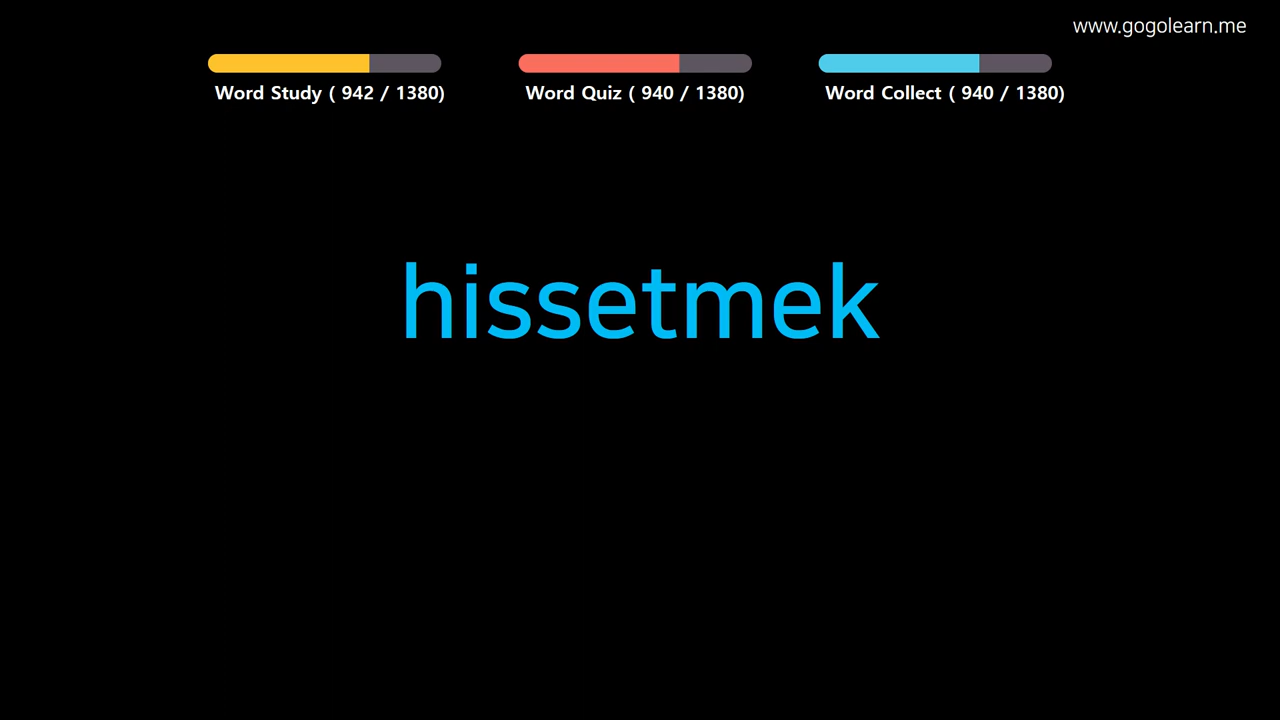 www.gogolearn.me
Word Study ( 942 / 1380) Word Quiz ( 940 / 1380) Word Collect ( 940 / 1380)
hissetmek